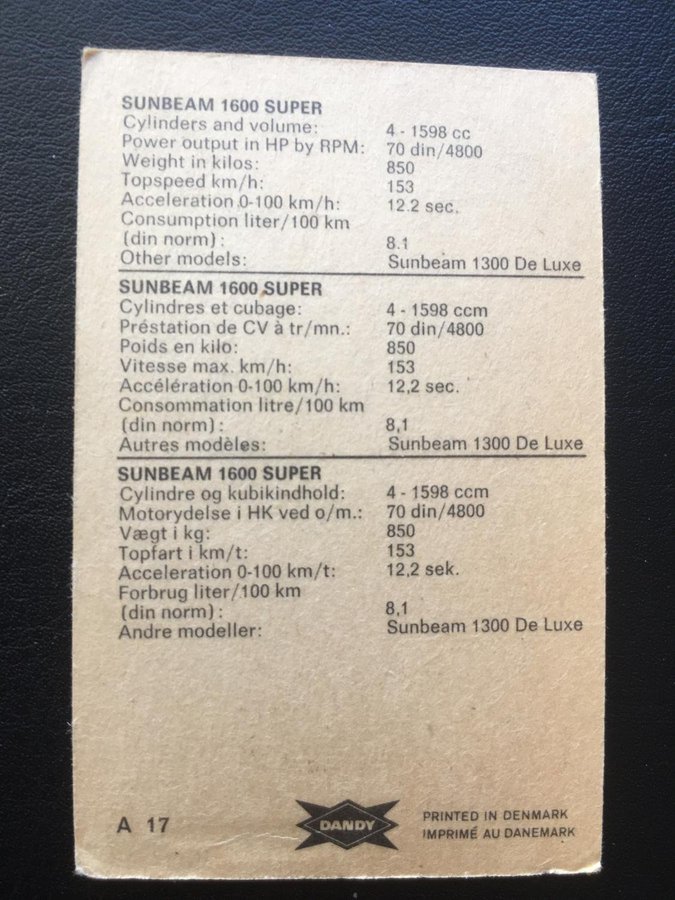 SUNBEAM 1600 SUPER
Cylinders and volume: 4 - 1598 cc
Power output in HP by RPM: 70 din/4800
Weight in kilos: 850
Topspeed km/h: 153
Acceleration 0-100 km/h: 12.2 sec.
Consumption liter/100 km
(din norm): 8.1
Other models: Sunbeam 1300 De Luxe
SUNBEAM 1600 SUPER
Cylindres et cubage: 4 - 1598 ccm
Préstation de CV à tr/mn.: 70 din/4800
Poids en kilo: 850
Vitesse max. km/h: 153
Accélération 0-100 km/h: 12,2 sec.
Consommation litre/100 km
(din norm): 8,1
Autres modèles: Sunbeam 1300 De Luxe
SUNBEAM 1600 SUPER
Cylindre og kubikindhold: 4 - 1598 ccm
Motorydelse i HK ved o/m.: 70 din/4800
Vægt i kg: 850
Topfart i km/t: 153
Acceleration 0-100 km/t: 12,2 sek.
Forbrug liter/100 km
(din norm): 8,1
Andre modeller: Sunbeam 1300 De Luxe
A 17
DANDY
PRINTED IN DENMARK
IMPRIMÉ AU DANEMARK